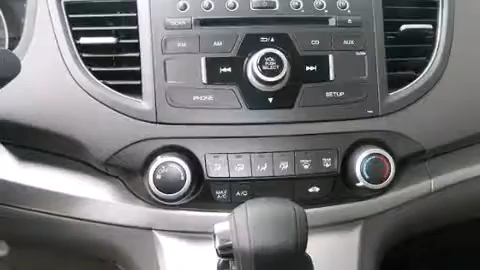 FM AM CD AUX
VOL
PUSH
SELECT
PHONE SETUP
MAX
A/C
A/C